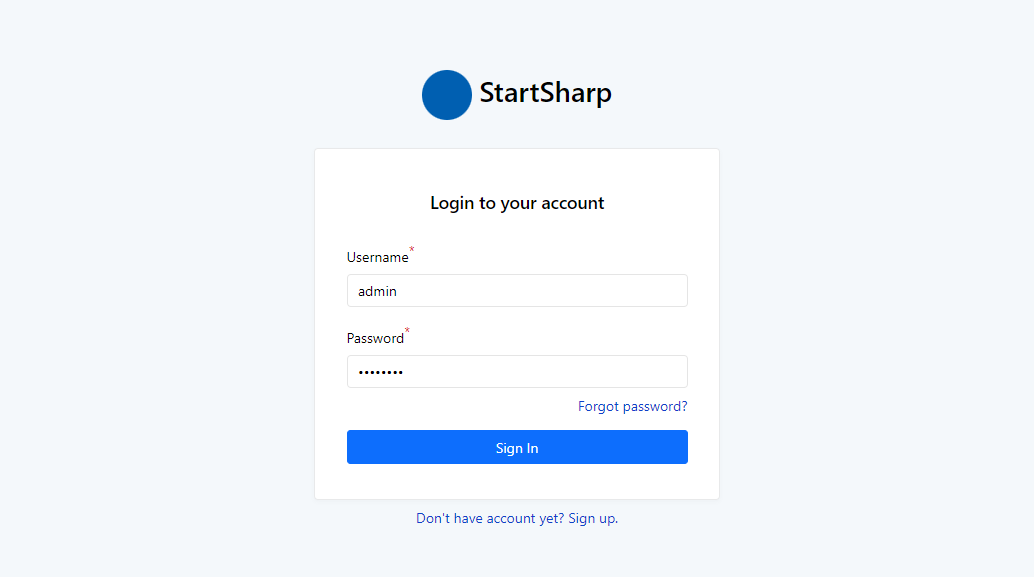 StartSharp
Login to your account
Username*
admin
Password*
••••••••
Forgot password?
Sign In
Don't have account yet? Sign up.